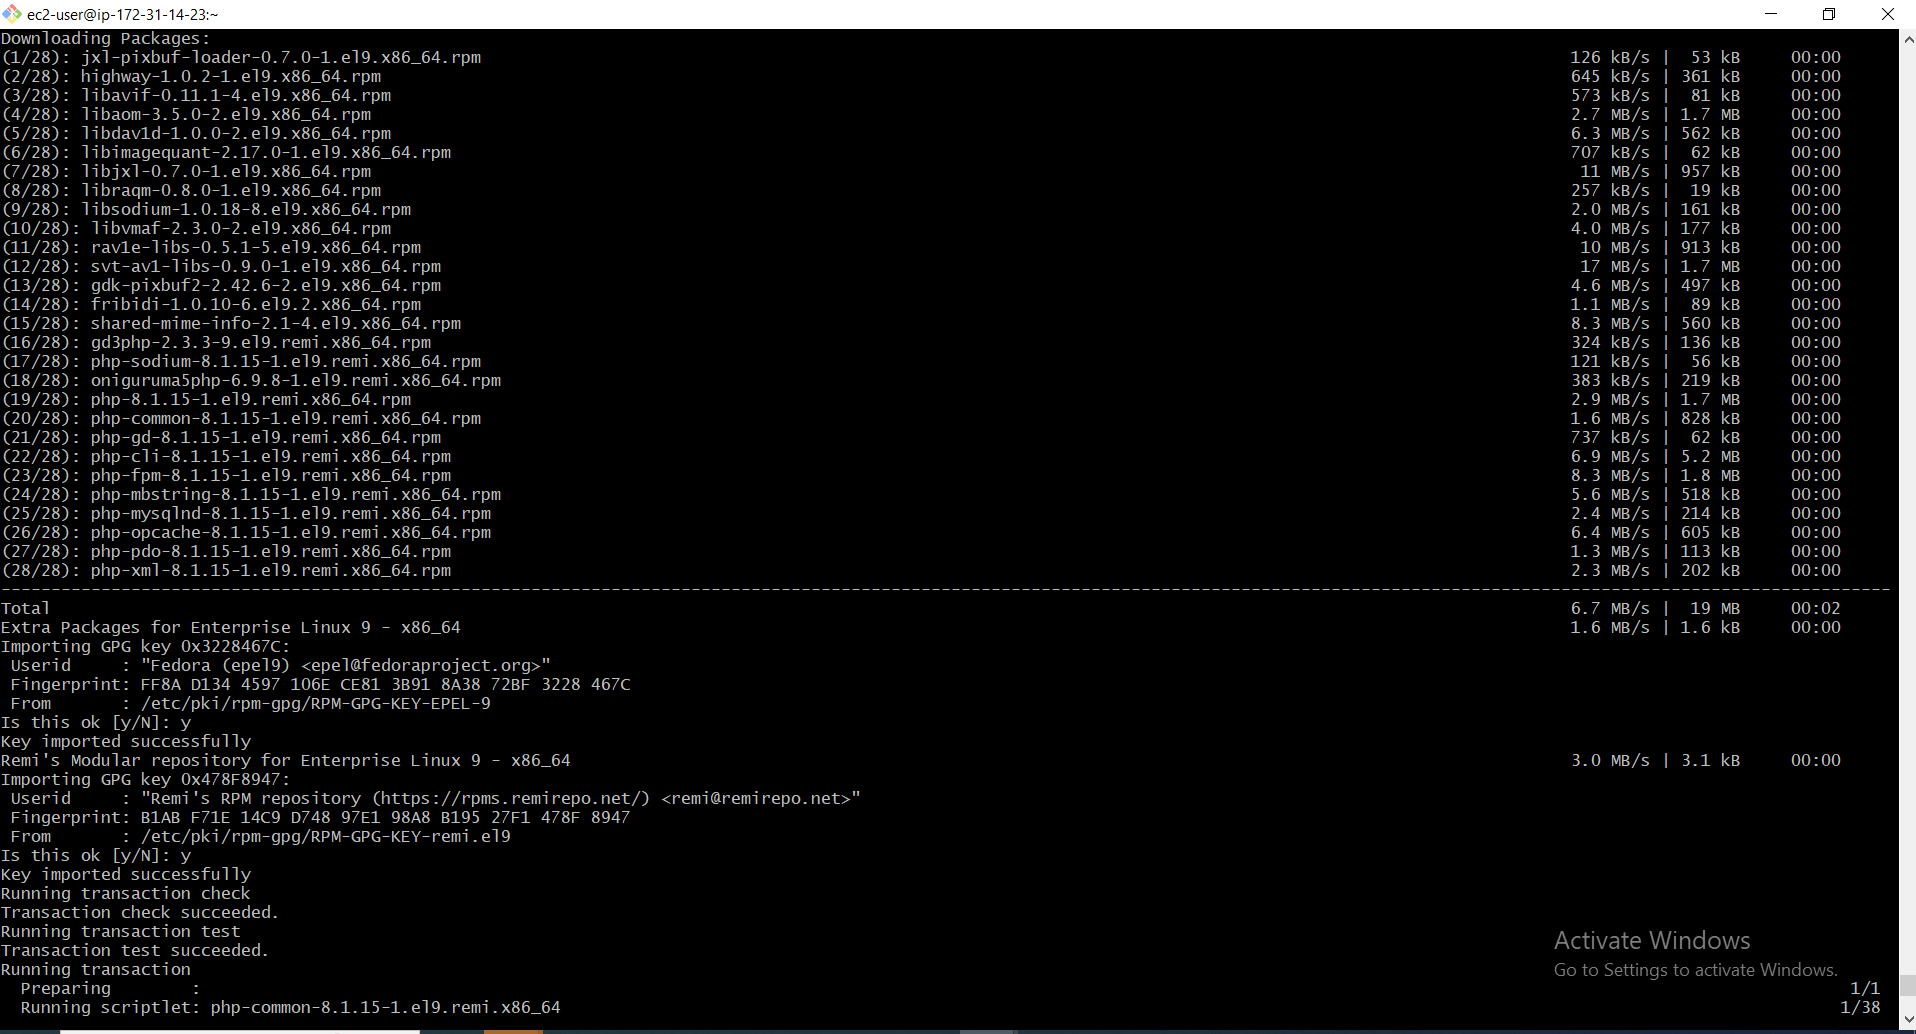 ec2-user@ip-172-31-14-23:~
Downloading Packages:
(1/28): jxl-pixbuf-loader-0.7.0-1.el9.x86_64.rpm 126 kB/s | 53 kB 00:00
(2/28): highway-1.0.2-1.el9.x86_64.rpm 645 kB/s | 361 kB 00:00
(3/28): libavif-0.11.1-4.el9.x86_64.rpm 573 kB/s | 81 kB 00:00
(4/28): libaom-3.5.0-2.el9.x86_64.rpm 2.7 MB/s | 1.7 MB 00:00
(5/28): libdav1d-1.0.0-2.el9.x86_64.rpm 6.3 MB/s | 562 kB 00:00
(6/28): libimagequant-2.17.0-1.el9.x86_64.rpm 707 kB/s | 62 kB 00:00
(7/28): libjxl-0.7.0-1.el9.x86_64.rpm 11 MB/s | 957 kB 00:00
(8/28): libraqm-0.8.0-1.el9.x86_64.rpm 257 kB/s | 19 kB 00:00
(9/28): libsodium-1.0.18-8.el9.x86_64.rpm 2.0 MB/s | 161 kB 00:00
(10/28): libvmaf-2.3.0-2.el9.x86_64.rpm 4.0 MB/s | 177 kB 00:00
(11/28): rav1e-libs-0.5.1-5.el9.x86_64.rpm 10 MB/s | 913 kB 00:00
(12/28): svt-av1-libs-0.9.0-1.el9.x86_64.rpm 17 MB/s | 1.7 MB 00:00
(13/28): gdk-pixbuf2-2.42.6-2.el9.x86_64.rpm 4.6 MB/s | 497 kB 00:00
(14/28): fribidi-1.0.10-6.el9.2.x86_64.rpm 1.1 MB/s | 89 kB 00:00
(15/28): shared-mime-info-2.1-4.el9.x86_64.rpm 8.3 MB/s | 560 kB 00:00
(16/28): gd3php-2.3.3-9.el9.remi.x86_64.rpm 324 kB/s | 136 kB 00:00
(17/28): php-sodium-8.1.15-1.el9.remi.x86_64.rpm 121 kB/s | 56 kB 00:00
(18/28): oniguruma5php-6.9.8-1.el9.remi.x86_64.rpm 383 kB/s | 219 kB 00:00
(19/28): php-8.1.15-1.el9.remi.x86_64.rpm 2.9 MB/s | 1.7 MB 00:00
(20/28): php-common-8.1.15-1.el9.remi.x86_64.rpm 1.6 MB/s | 828 kB 00:00
(21/28): php-gd-8.1.15-1.el9.remi.x86_64.rpm 737 kB/s | 62 kB 00:00
(22/28): php-cli-8.1.15-1.el9.remi.x86_64.rpm 6.9 MB/s | 5.2 MB 00:00
(23/28): php-fpm-8.1.15-1.el9.remi.x86_64.rpm 8.3 MB/s | 1.8 MB 00:00
(24/28): php-mbstring-8.1.15-1.el9.remi.x86_64.rpm 5.6 MB/s | 518 kB 00:00
(25/28): php-mysqlnd-8.1.15-1.el9.remi.x86_64.rpm 2.4 MB/s | 214 kB 00:00
(26/28): php-opcache-8.1.15-1.el9.remi.x86_64.rpm 6.4 MB/s | 605 kB 00:00
(27/28): php-pdo-8.1.15-1.el9.remi.x86_64.rpm 1.3 MB/s | 113 kB 00:00
(28/28): php-xml-8.1.15-1.el9.remi.x86_64.rpm 2.3 MB/s | 202 kB 00:00
--------------------------------------------------------------------------------
Total 6.7 MB/s | 19 MB 00:02
Extra Packages for Enterprise Linux 9 - x86_64 1.6 MB/s | 1.6 kB 00:00
Importing GPG key 0x3228467C:
Userid : "Fedora (epel9) <epel@fedoraproject.org>"
Fingerprint: FF8A D134 4597 106E CE81 3B91 8A38 72BF 3228 467C
From : /etc/pki/rpm-gpg/RPM-GPG-KEY-EPEL-9
Is this ok [y/N]: y
Key imported successfully
Remi's Modular repository for Enterprise Linux 9 - x86_64 3.0 MB/s | 3.1 kB 00:00
Importing GPG key 0x478F8947:
Userid : "Remi's RPM repository (https://rpms.remirepo.net/) <remi@remirepo.net>"
Fingerprint: B1AB F71E 14C9 D748 97E1 98A8 B195 27F1 478F 8947
From : /etc/pki/rpm-gpg/RPM-GPG-KEY-remi.el9
Is this ok [y/N]: y
Key imported successfully
Running transaction check
Transaction check succeeded.
Running transaction test
Transaction test succeeded.
Running transaction
Preparing : 1/1
Running scriptlet: php-common-8.1.15-1.el9.remi.x86_64 1/38
Activate Windows
Go to Settings to activate Windows.